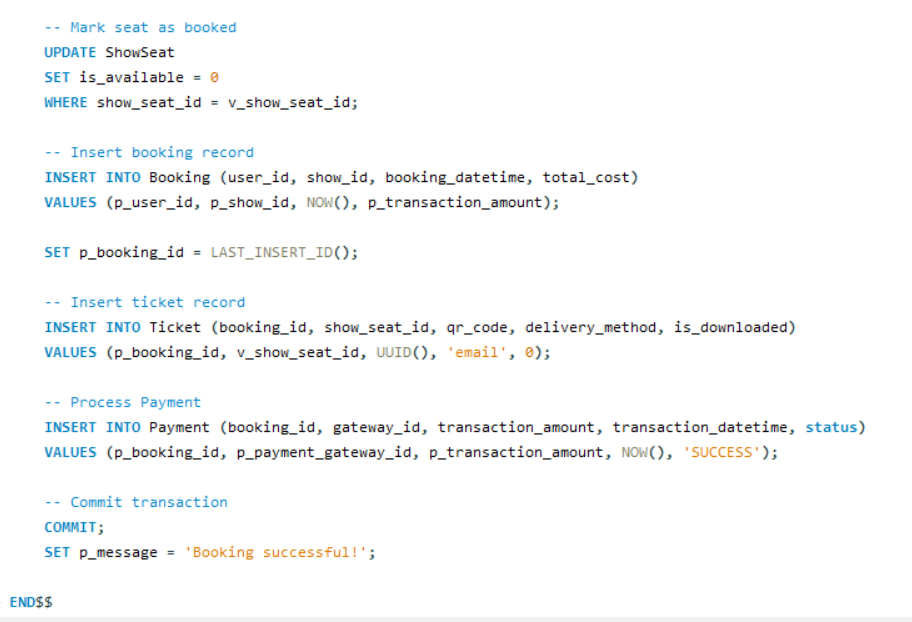 -- Mark seat as booked
UPDATE ShowSeat
SET is_available = 0
WHERE show_seat_id = v_show_seat_id;
-- Insert booking record
INSERT INTO Booking (user_id, show_id, booking_datetime, total_cost)
VALUES (p_user_id, p_show_id, NOW(), p_transaction_amount);
SET p_booking_id = LAST_INSERT_ID();
-- Insert ticket record
INSERT INTO Ticket (booking_id, show_seat_id, qr_code, delivery_method, is_downloaded)
VALUES (p_booking_id, v_show_seat_id, UUID(), 'email', 0);
-- Process Payment
INSERT INTO Payment (booking_id, gateway_id, transaction_amount, transaction_datetime, status)
VALUES (p_booking_id, p_payment_gateway_id, p_transaction_amount, NOW(), 'SUCCESS');
-- Commit transaction
COMMIT;
SET p_message = 'Booking successful!';
END$$